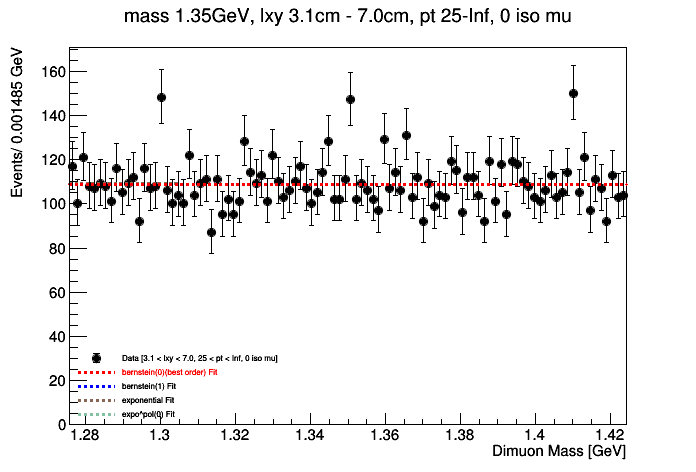 mass 1.35GeV, lxy 3.1cm - 7.0cm, pt 25-Inf, 0 iso mu
Events/ 0.001485 GeV
160
140
120
100
80
60
40
20
0
Data [3.1 < lxy < 7.0, 25 < pt < Inf, 0 iso mu]
bernstein(0)(best order) Fit
bernstein(1) Fit
exponential Fit
expo*pol(0) Fit
1.28 1.3 1.32 1.34 1.36 1.38 1.4 1.42
Dimuon Mass [GeV]